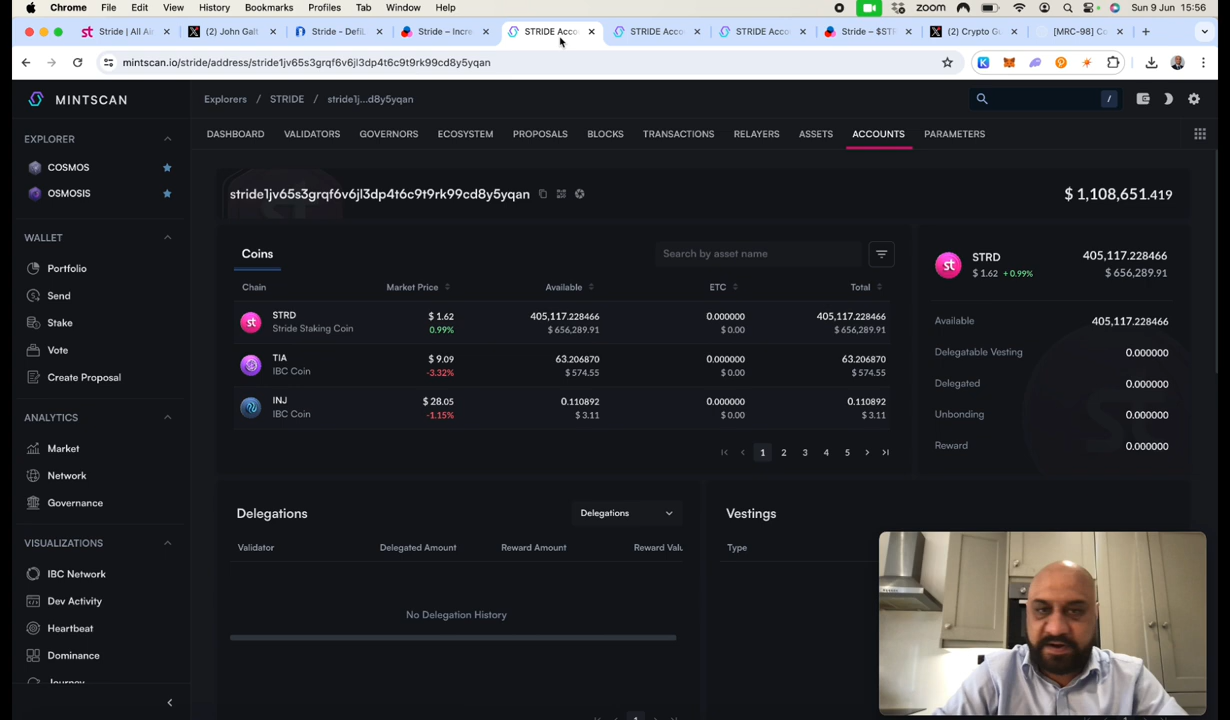 Chrome File Edit View History Bookmarks Profiles Tab Window Help zoom Sun 9 Jun 15:56
Stride | All Air (2) John Galt Stride - DefiL Stride – Incre STRIDE Acco STRIDE Acco STRIDE Acco Stride – $STR (2) Crypto Gu [MRC-98] Co
mintscan.io/stride/address/stride1jv65s3grqf6v6jl3dp4t6c9t9rk99cd8y5yqan
MINTSCAN
Explorers / STRIDE / stride1j...d8y5yqan
/
EXPLORER
COSMOS
OSMOSIS
WALLET
Portfolio
Send
Stake
Vote
Create Proposal
ANALYTICS
Market
Network
Governance
VISUALIZATIONS
IBC Network
Dev Activity
Heartbeat
Dominance
Journey
DASHBOARD VALIDATORS GOVERNORS ECOSYSTEM PROPOSALS BLOCKS TRANSACTIONS RELAYERS ASSETS ACCOUNTS PARAMETERS
stride1jv65s3grqf6v6jl3dp4t6c9t9rk99cd8y5yqan $ 1,108,651.419
Coins Search by asset name
Chain Market Price Available ETC Total
STRD $ 1.62 405,117.228466 0.000000 405,117.228466
Stride Staking Coin 0.99% $ 656,289.91 $ 0.00 $ 656,289.91
TIA $ 9.09 63.206870 0.000000 63.206870
IBC Coin -3.32% $ 574.55 $ 0.00 $ 574.55
INJ $ 28.05 0.110892 0.000000 0.110892
IBC Coin -1.15% $ 3.11 $ 0.00 $ 3.11
1 2 3 4 5
st STRD 405,117.228466
$ 1.62 +0.99% $ 656,289.91
Available 405,117.228466
Delegatable Vesting 0.000000
Delegated 0.000000
Unbonding 0.000000
Reward 0.000000
Delegations Delegations
Validator Delegated Amount Reward Amount Reward Valu
No Delegation History
1
Vestings
Type